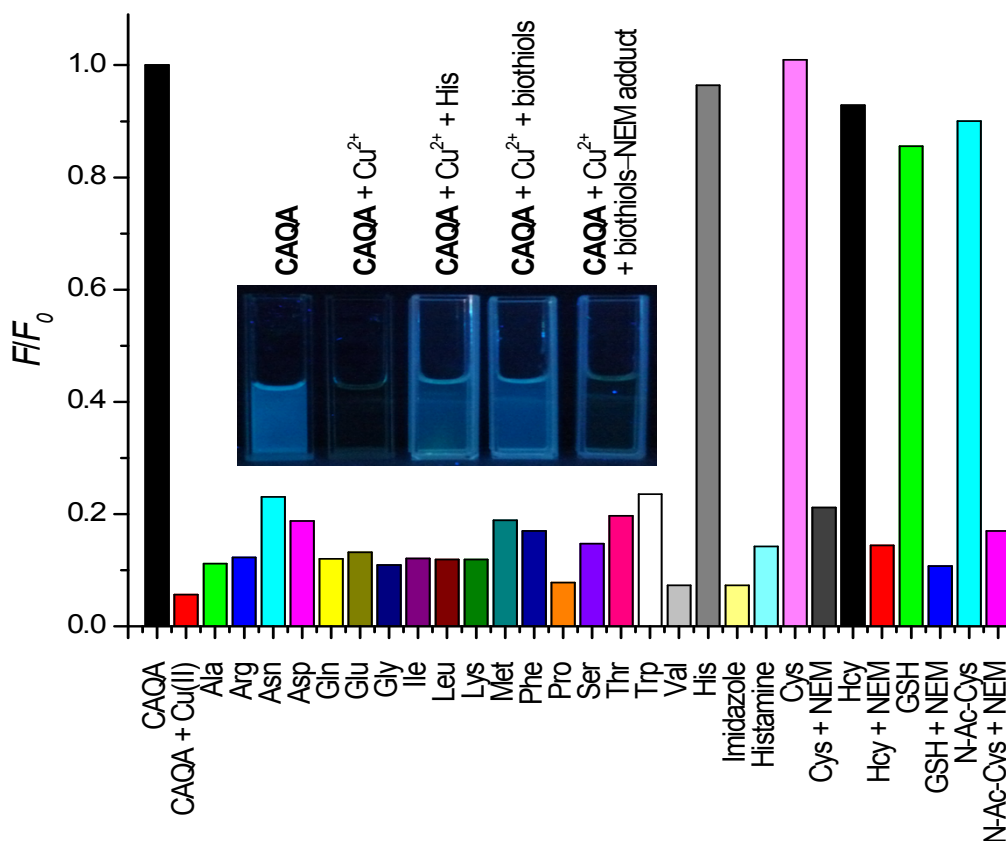 F/F0
1.0
0.8
0.6
0.4
0.2
0.0
CAQA
CAQA + Cu2+
CAQA + Cu2+ + His
CAQA + Cu2+ + biothiols
CAQA + Cu2+
+ biothiols–NEM adduct
CAQA
CAQA + Cu(II)
Ala
Arg
Asn
Asp
Gln
Glu
Gly
Ile
Leu
Lys
Met
Phe
Pro
Ser
Thr
Trp
Val
His
Imidazole
Histamine
Cys
Cys + NEM
Hcy
Hcy + NEM
GSH
GSH + NEM
N-Ac-Cys
N-Ac-Cys + NEM